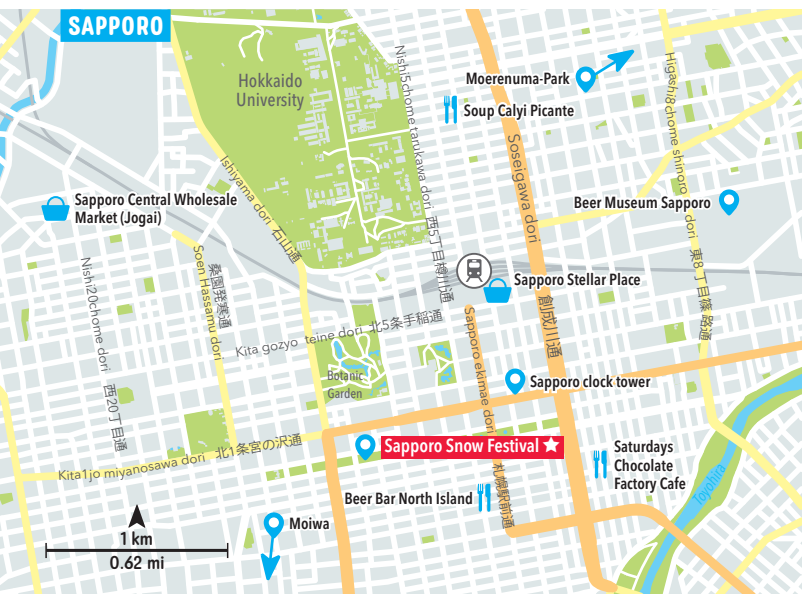 SAPPORO
Hokkaido
University
Nishi5chome tarukawa dori 西5丁目樽川通
Moerenuma-Park
Soup Calyi Picante
Soseigawa dori 創成川通
Higashi8chome shinoro dori 東8丁目篠路通
Ishiyama dori 石山通
Sapporo Central Wholesale
Market (Jogai)
Beer Museum Sapporo
Soen Hassamu dori 桑園発寒通
Nishi20chome dori 西20丁目通
Sapporo Stellar Place
Kita gozyo teine dori 北5条手稲通
Sapporo ekimae dori 札幌駅前通
Botanic
Garden
Sapporo clock tower
Sapporo Snow Festival
Kita1jo miyanosawa dori 北1条宮の沢通
Saturdays
Chocolate
Factory Cafe
Toyohira
Beer Bar North Island
Moiwa
1 km
0.62 mi